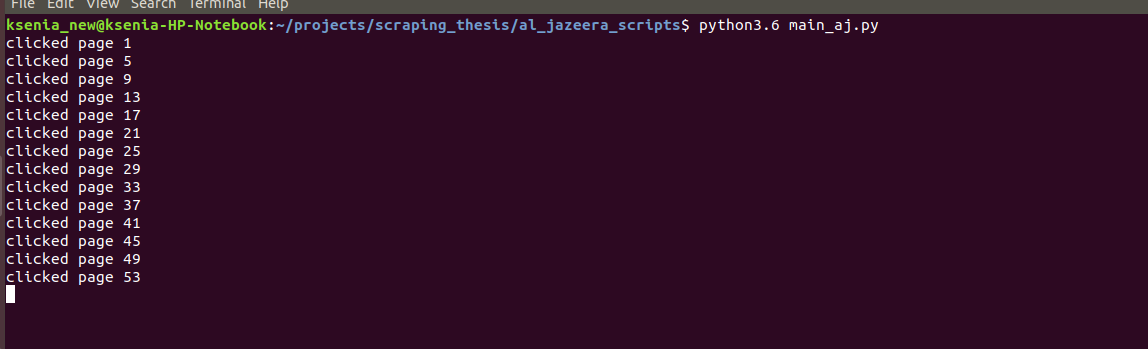 File Edit View Search Terminal Help
ksenia_new@ksenia-HP-Notebook:~/projects/scraping_thesis/al_jazeera_scripts$ python3.6 main_aj.py
clicked page 1
clicked page 5
clicked page 9
clicked page 13
clicked page 17
clicked page 21
clicked page 25
clicked page 29
clicked page 33
clicked page 37
clicked page 41
clicked page 45
clicked page 49
clicked page 53